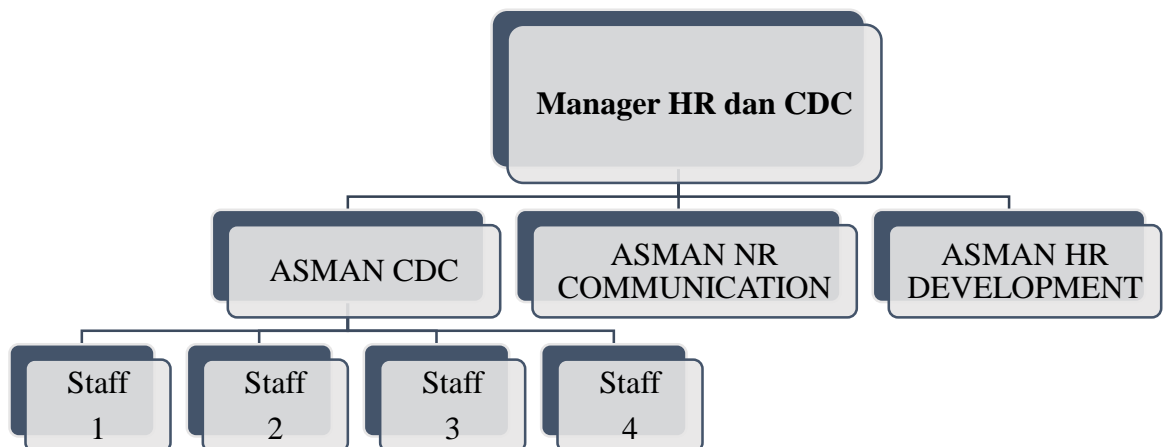 Manager HR dan CDC
ASMAN CDC
ASMAN NR
COMMUNICATION
ASMAN HR
DEVELOPMENT
Staff
1
Staff
2
Staff
3
Staff
4